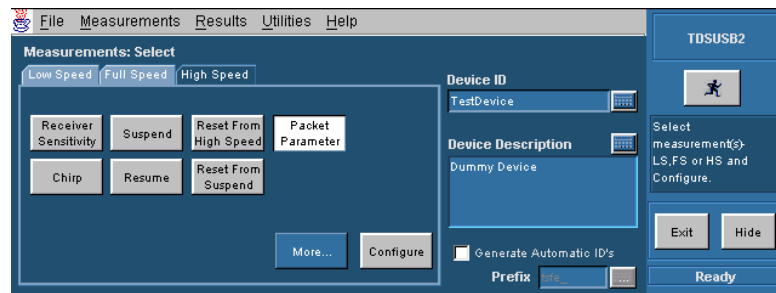 File Measurements Results Utilities Help
Measurements: Select
Low Speed Full Speed High Speed
Receiver Sensitivity
Suspend
Reset From High Speed
Packet Parameter
Chirp
Resume
Reset From Suspend
More...
Configure
Device ID
TestDevice
Device Description
Dummy Device
Generate Automatic ID's
Prefix
...
TDSUSB2
Select
measurement(s)-
LS,FS or HS and
Configure.
Exit Hide
Ready